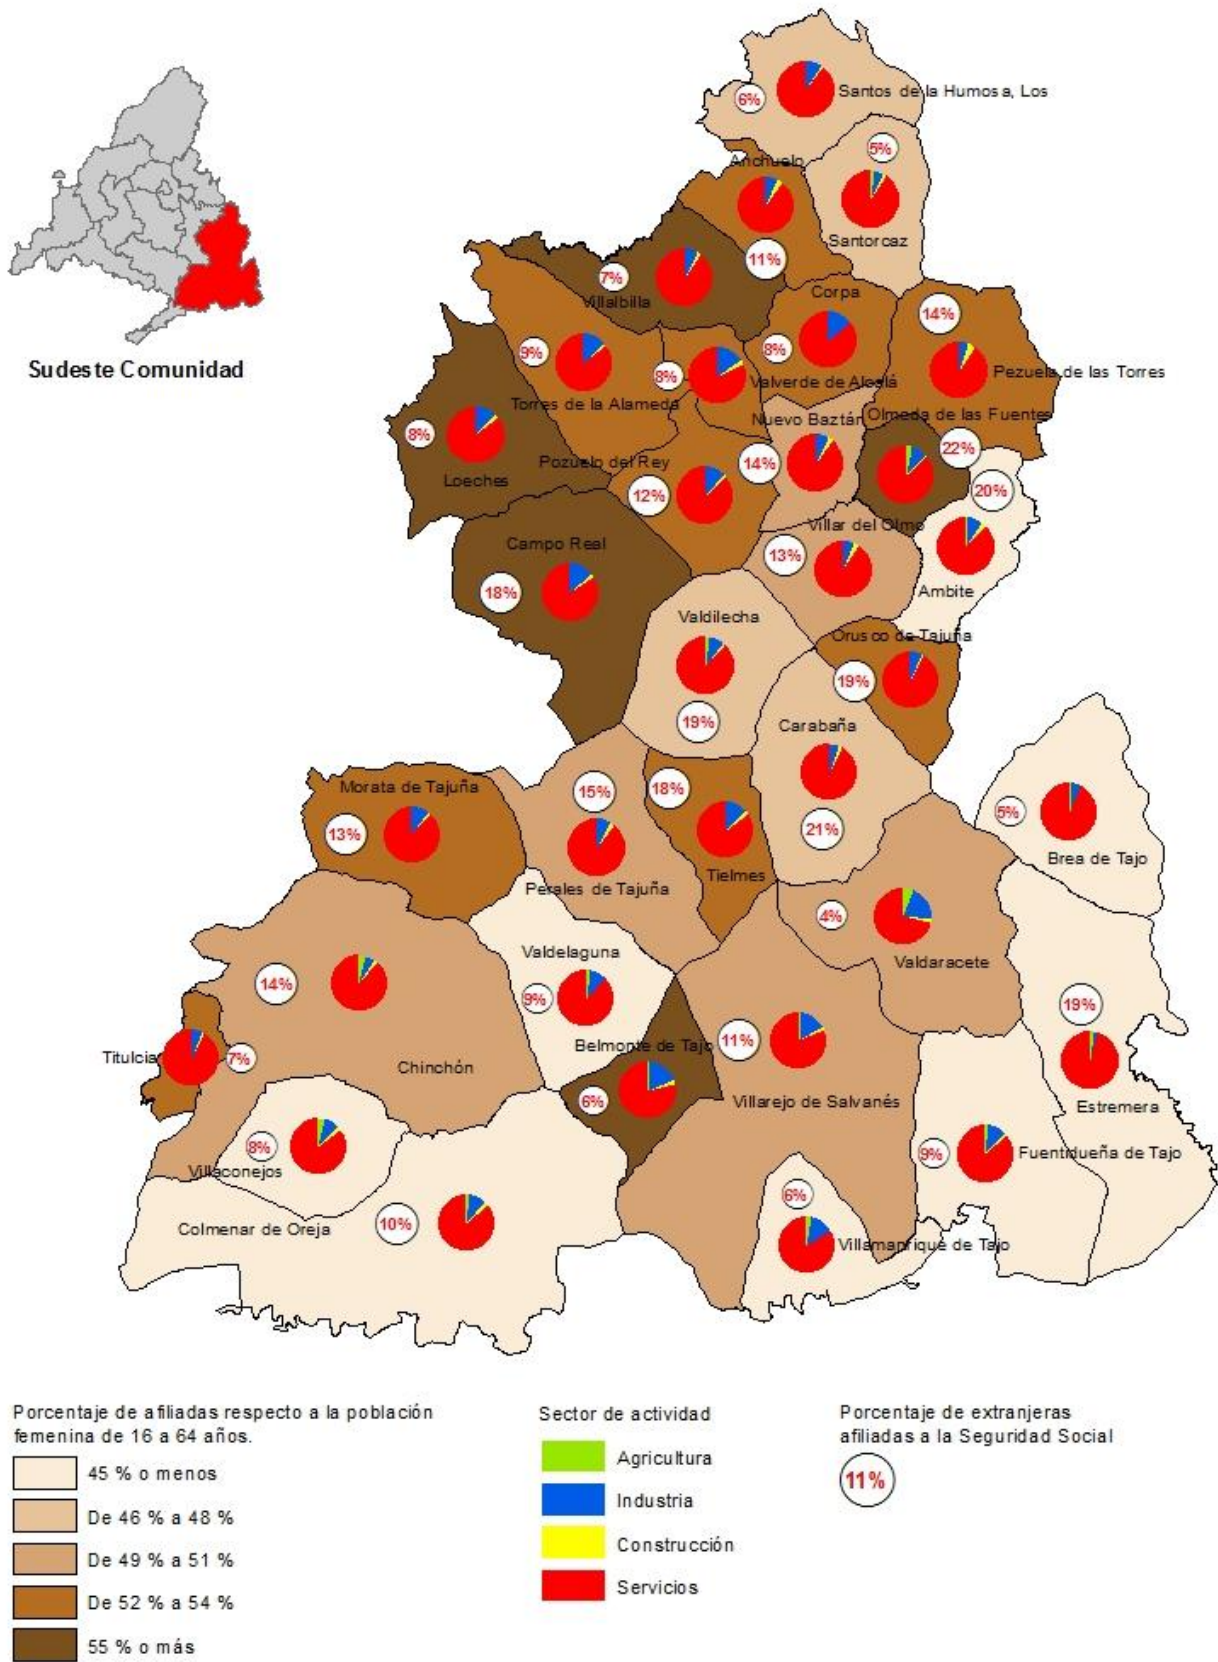 6%
Santos de la Humosa, Los
5%
Anchuelo
Santorcaz
11%
7%
Villalbilla
Corpa
14%
Sudeste Comunidad
9%
8%
8%
Valverde de Alcalá
Pezuela de las Torres
Torres de la Alameda
Nuevo Baztán
Olmeda de las Fuentes
8%
Loeches
Pozuelo del Rey
14%
22%
12%
20%
Villar del Olmo
Campo Real
13%
18%
Ambite
Valdilecha
Orusco de Tajuña
19%
19%
Carabaña
Morata de Tajuña
15%
18%
13%
21%
5%
Brea de Tajo
Perales de Tajuña
Tielmes
4%
Valdaracete
Valdelaguna
14%
9%
19%
Titulcia
7%
Chinchón
Belmonte de Tajo
11%
6%
Villarejo de Salvanés
Estremera
8%
Villaconejos
9%
Fuentidueña de Tajo
6%
Colmenar de Oreja
10%
Villamanrique de Tajo
Porcentaje de afiliadas respecto a la población
femenina de 16 a 64 años.
45 % o menos
De 46 % a 48 %
De 49 % a 51 %
De 52 % a 54 %
55 % o más
Sector de actividad
Agricultura
Industria
Construcción
Servicios
Porcentaje de extranjeras
afiliadas a la Seguridad Social
11%